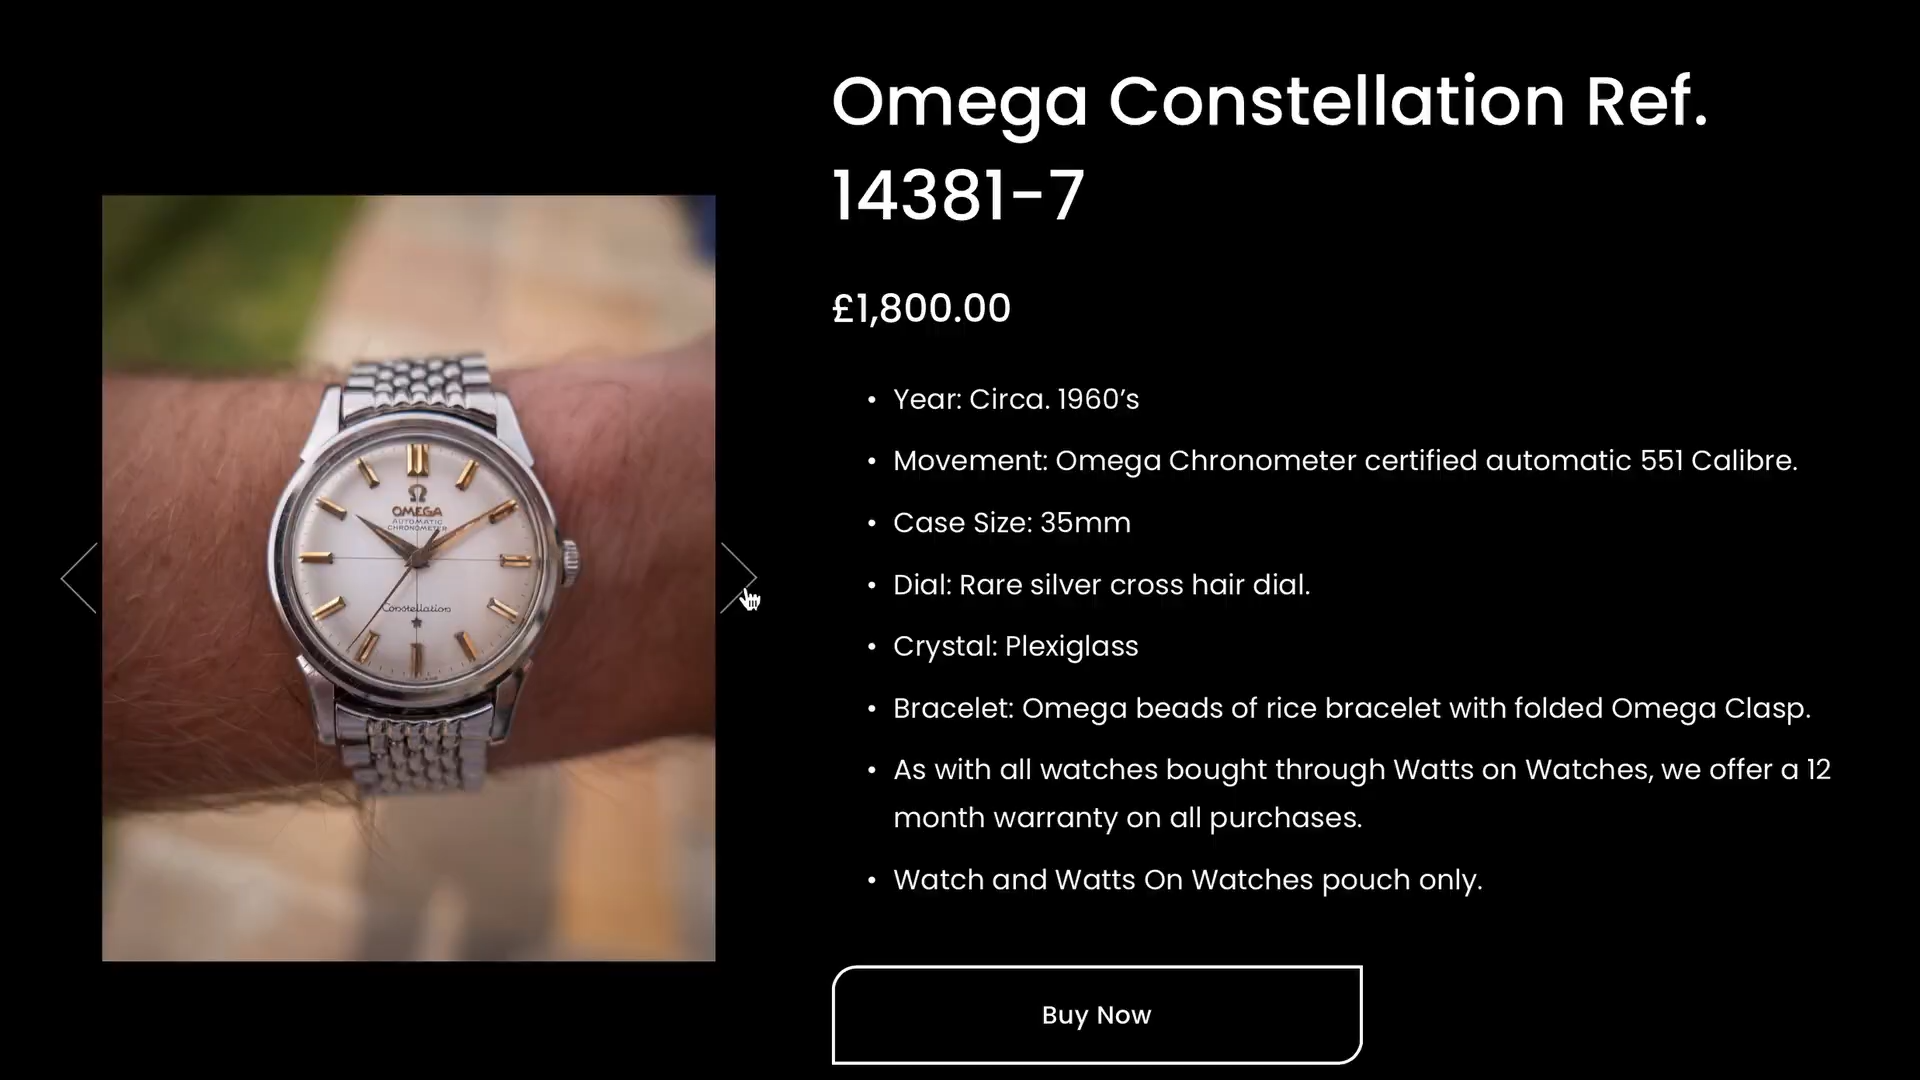 Omega Constellation Ref.
14381-7
£1,800.00
• Year: Circa. 1960’s
• Movement: Omega Chronometer certified automatic 551 Calibre.
• Case Size: 35mm
• Dial: Rare silver cross hair dial.
• Crystal: Plexiglass
• Bracelet: Omega beads of rice bracelet with folded Omega Clasp.
• As with all watches bought through Watts on Watches, we offer a 12
month warranty on all purchases.
• Watch and Watts On Watches pouch only.
Buy Now
OMEGA
AUTOMATIC
CHRONOMETER
Constellation